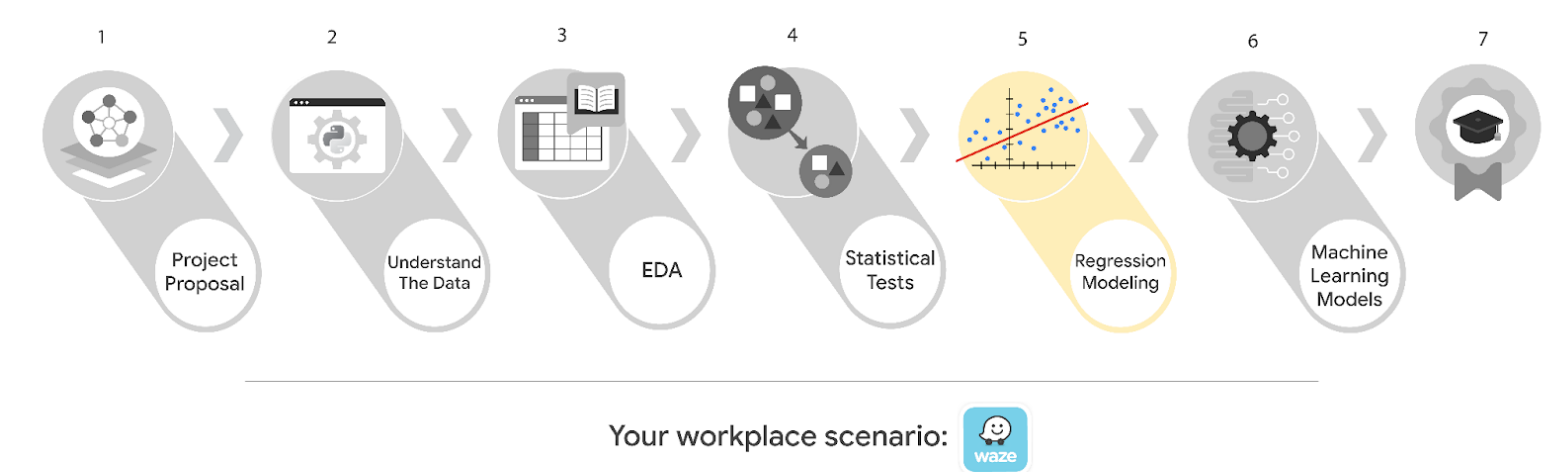 1
2
3
4
5
6
7
Project
Proposal
Understand
The Data
EDA
Statistical
Tests
Regression
Modeling
Machine
Learning
Models
Your workplace scenario:
waze